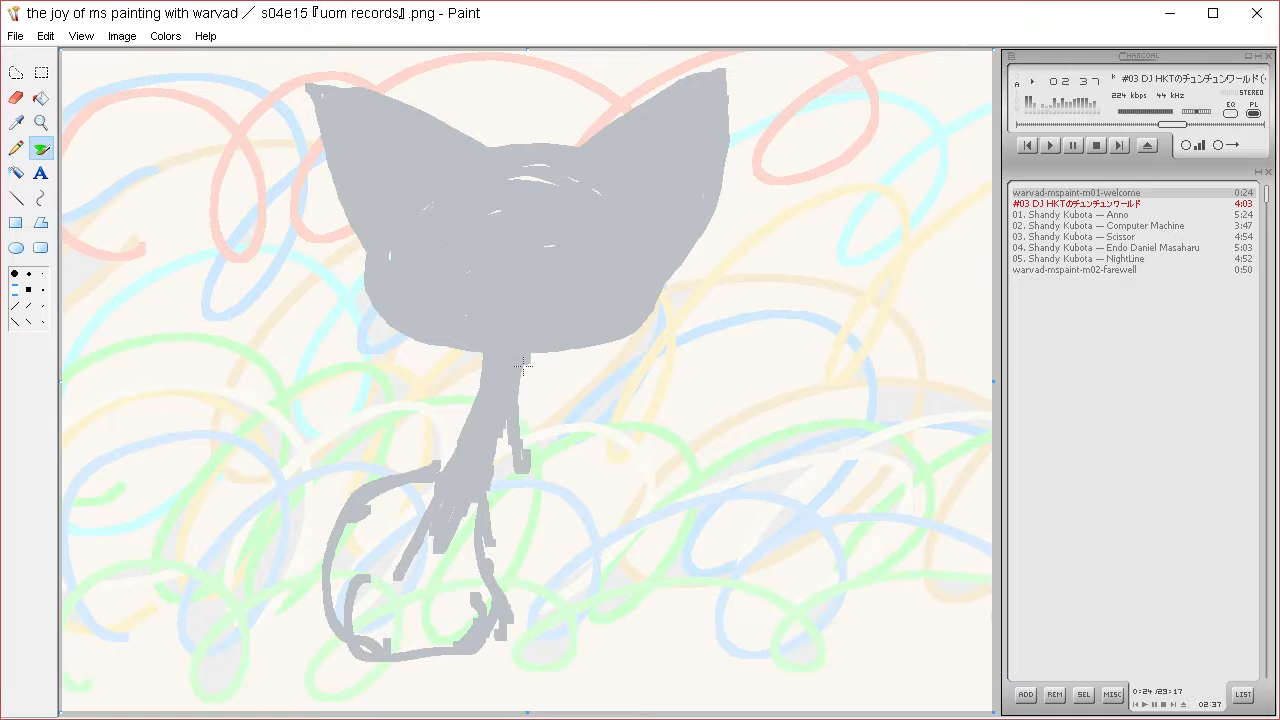 the joy of ms painting with warvad ／ s04e15『uom records』.png - Paint
File Edit View Image Colors Help
CHARCOAL
02 37
#03 DJ HKTのチュンチュンワールド (-
224 kbps 44 kHz
STEREO
EQ PL
warvad-mspaint-m01-welcome 0:24
#03 DJ HKTのチュンチュンワールド 4:03
01. Shandy Kubota — Anno 5:24
02. Shandy Kubota — Computer Machine 3:47
03. Shandy Kubota — Scissor 4:54
04. Shandy Kubota — Endo Daniel Masaharu 5:03
05. Shandy Kubota — NightLine 4:52
warvad-mspaint-m02-farewell 0:50
ADD REM SEL MISC 0:24/29:17 02:37 LIST